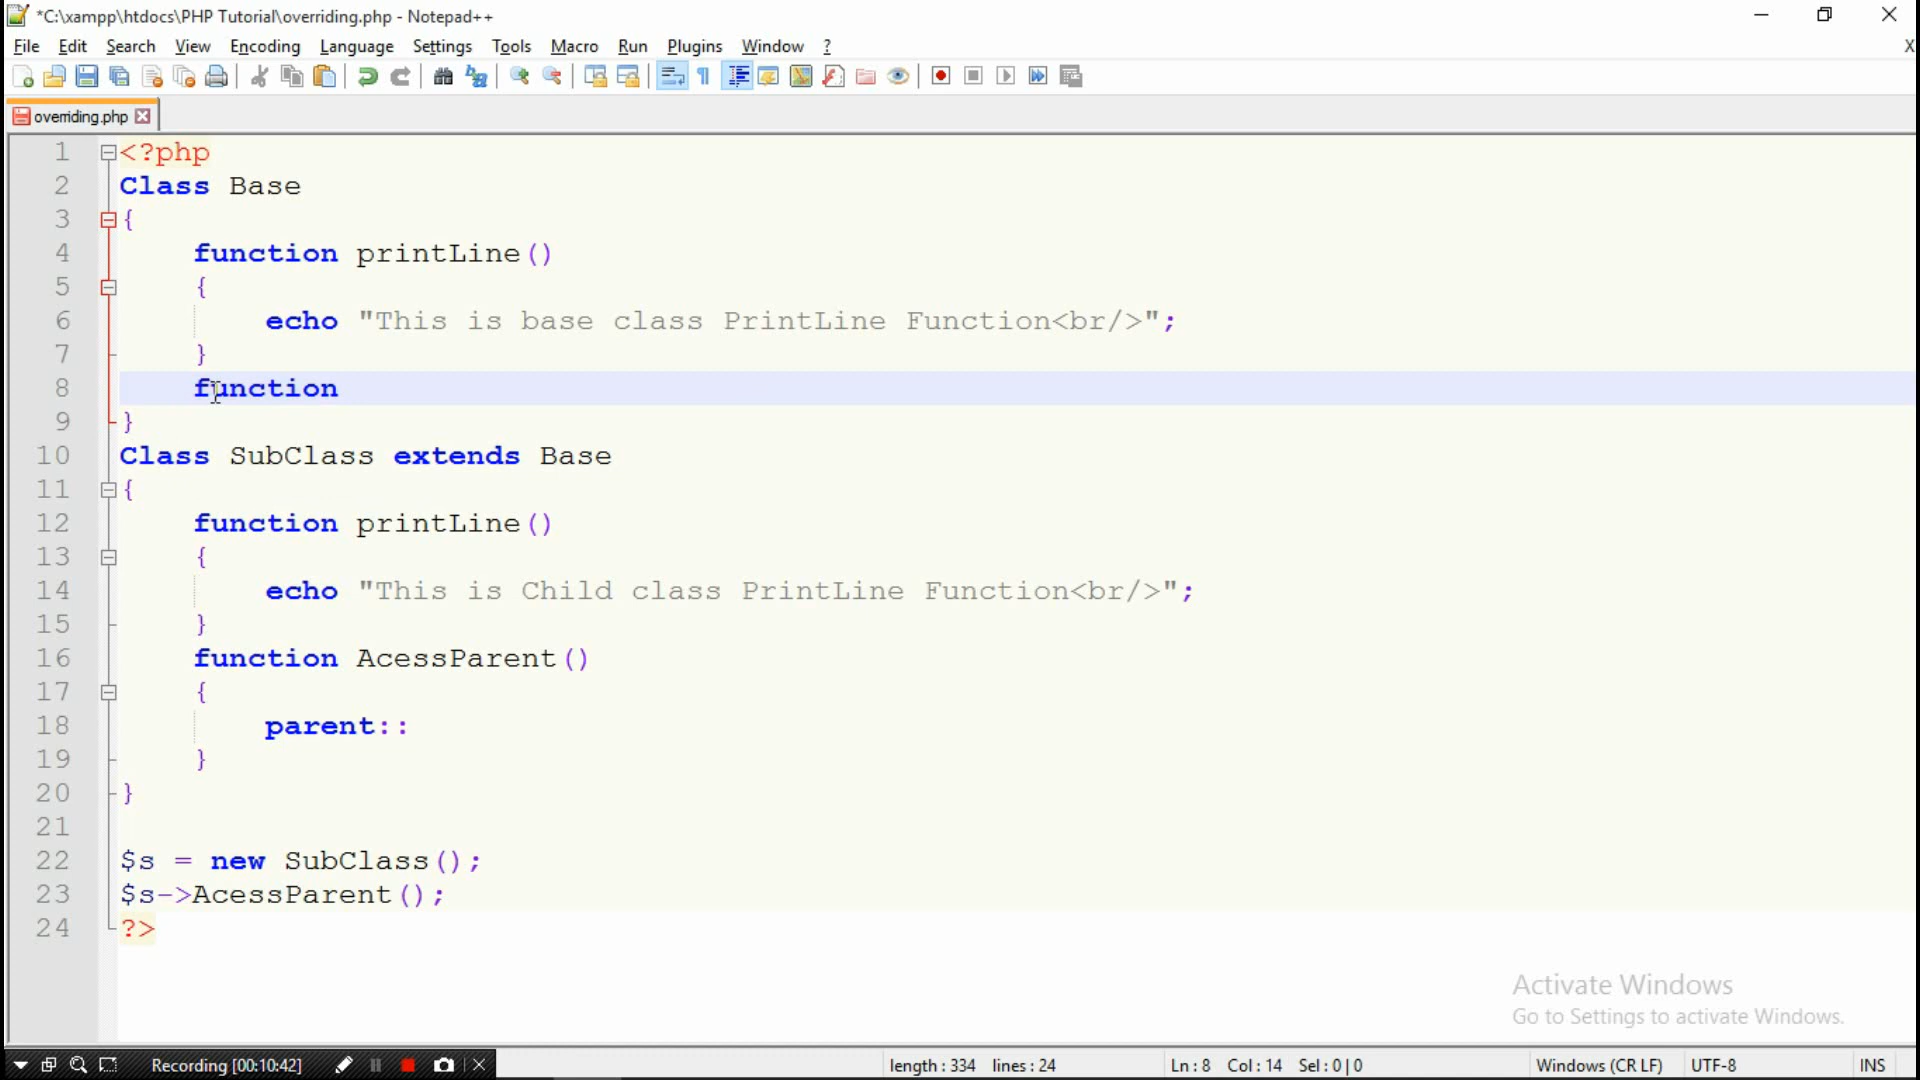 *C:\xampp\htdocs\PHP Tutorial\overriding.php - Notepad++
File Edit Search View Encoding Language Settings Tools Macro Run Plugins Window ? X
overriding.php
1 <?php
2 Class Base
3 {
4 function printLine()
5 {
6 echo "This is base class PrintLine Function<br/>";
7 }
8 function
9 }
10 Class SubClass extends Base
11 {
12 function printLine()
13 {
14 echo "This is Child class PrintLine Function<br/>";
15 }
16 function AcessParent()
17 {
18 parent::
19 }
20 }
21
22 $s = new SubClass();
23 $s->AcessParent();
24 ?>
Activate Windows
Go to Settings to activate Windows.
Recording [00:10:42] length : 334 lines : 24 Ln : 8 Col : 14 Sel : 0 | 0 Windows (CR LF) UTF-8 INS